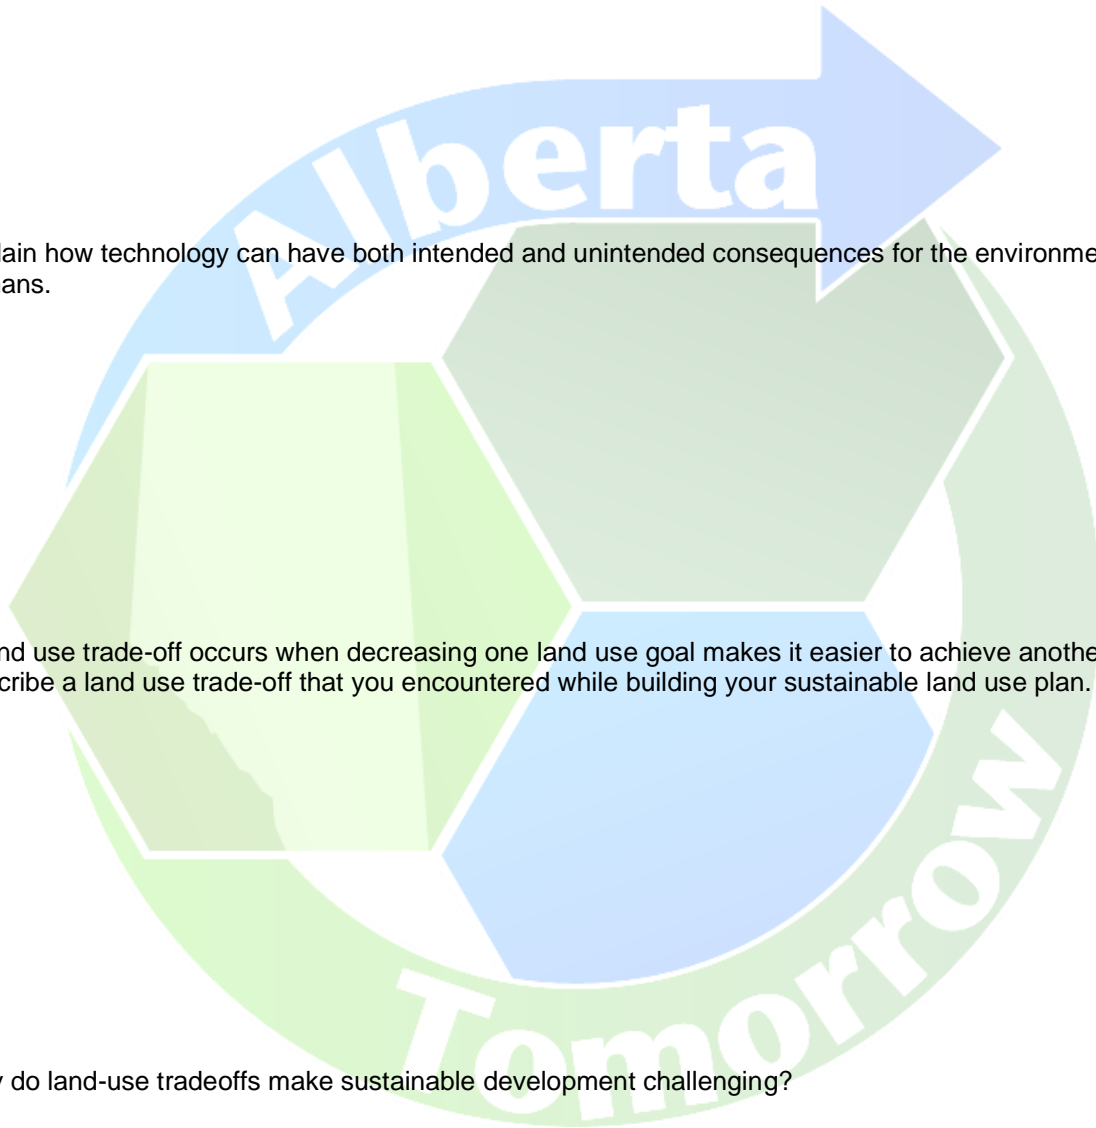 Alberta
lain how technology can have both intended and unintended consequences for the environme
ans.
nd use trade-off occurs when decreasing one land use goal makes it easier to achieve anothe
cribe a land use trade-off that you encountered while building your sustainable land use plan.
Tomorrow
y do land-use tradeoffs make sustainable development challenging?